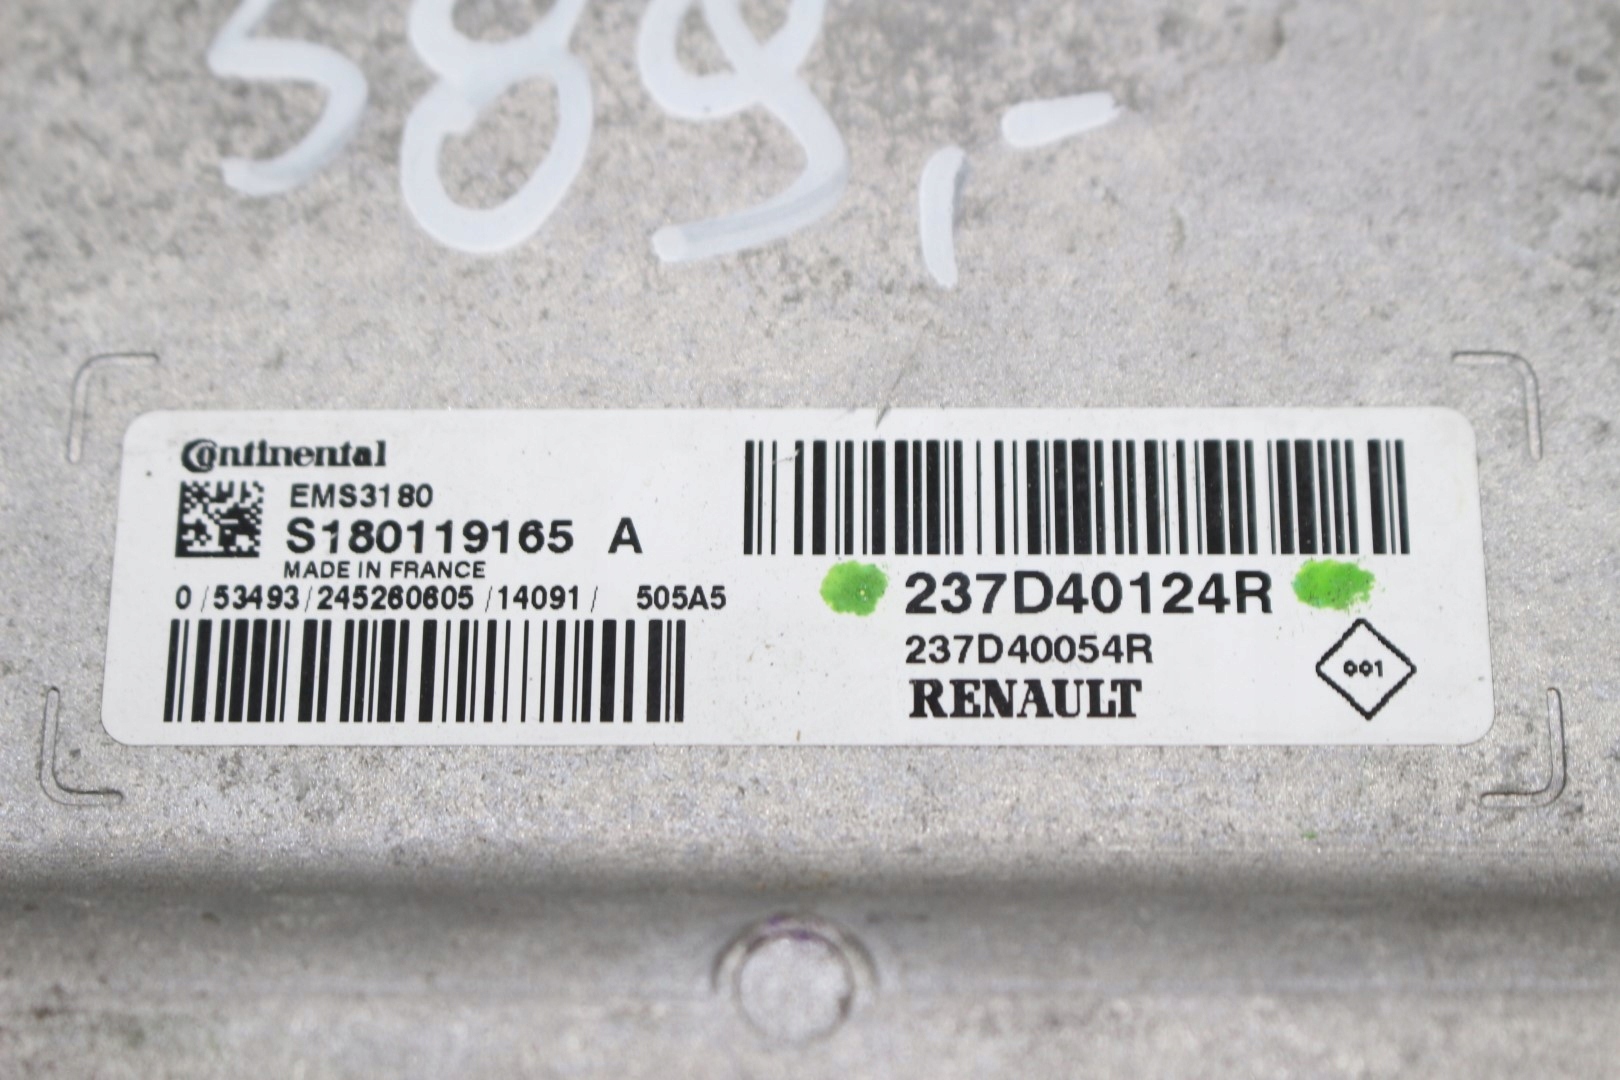 589,-
Continental
EMS3180
S180119165 A
MADE IN FRANCE
0/53493/245260605/14091/ 505A5
237D40124R
237D40054R
RENAULT
001